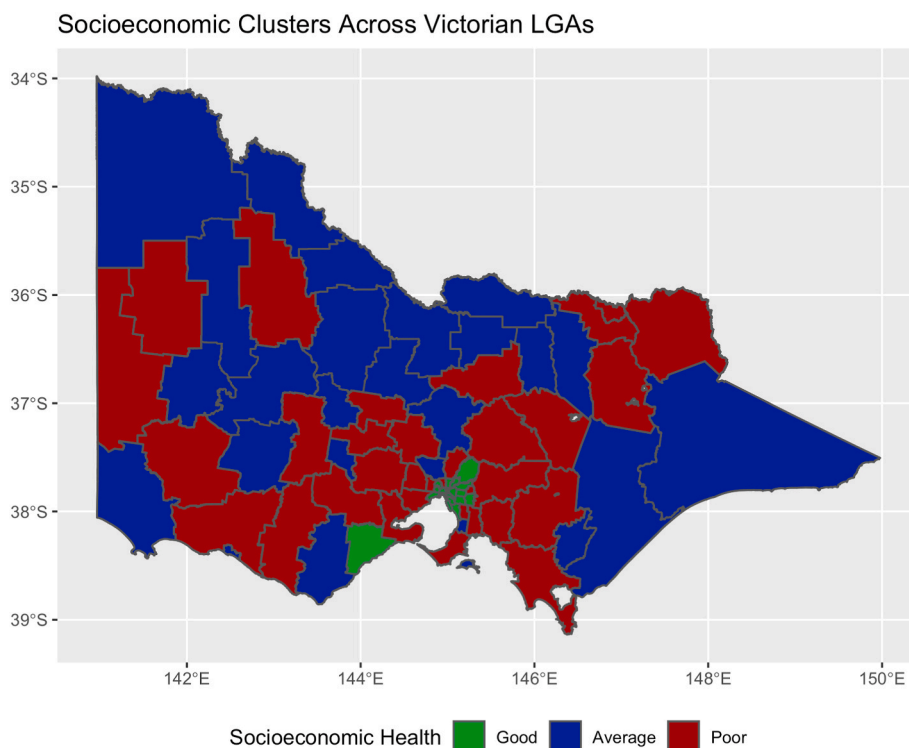 Socioeconomic Clusters Across Victorian LGAs
34°S
35°S
36°S
37°S
38°S
39°S
142°E 144°E 146°E 148°E 150°E
Socioeconomic Health Good Average Poor